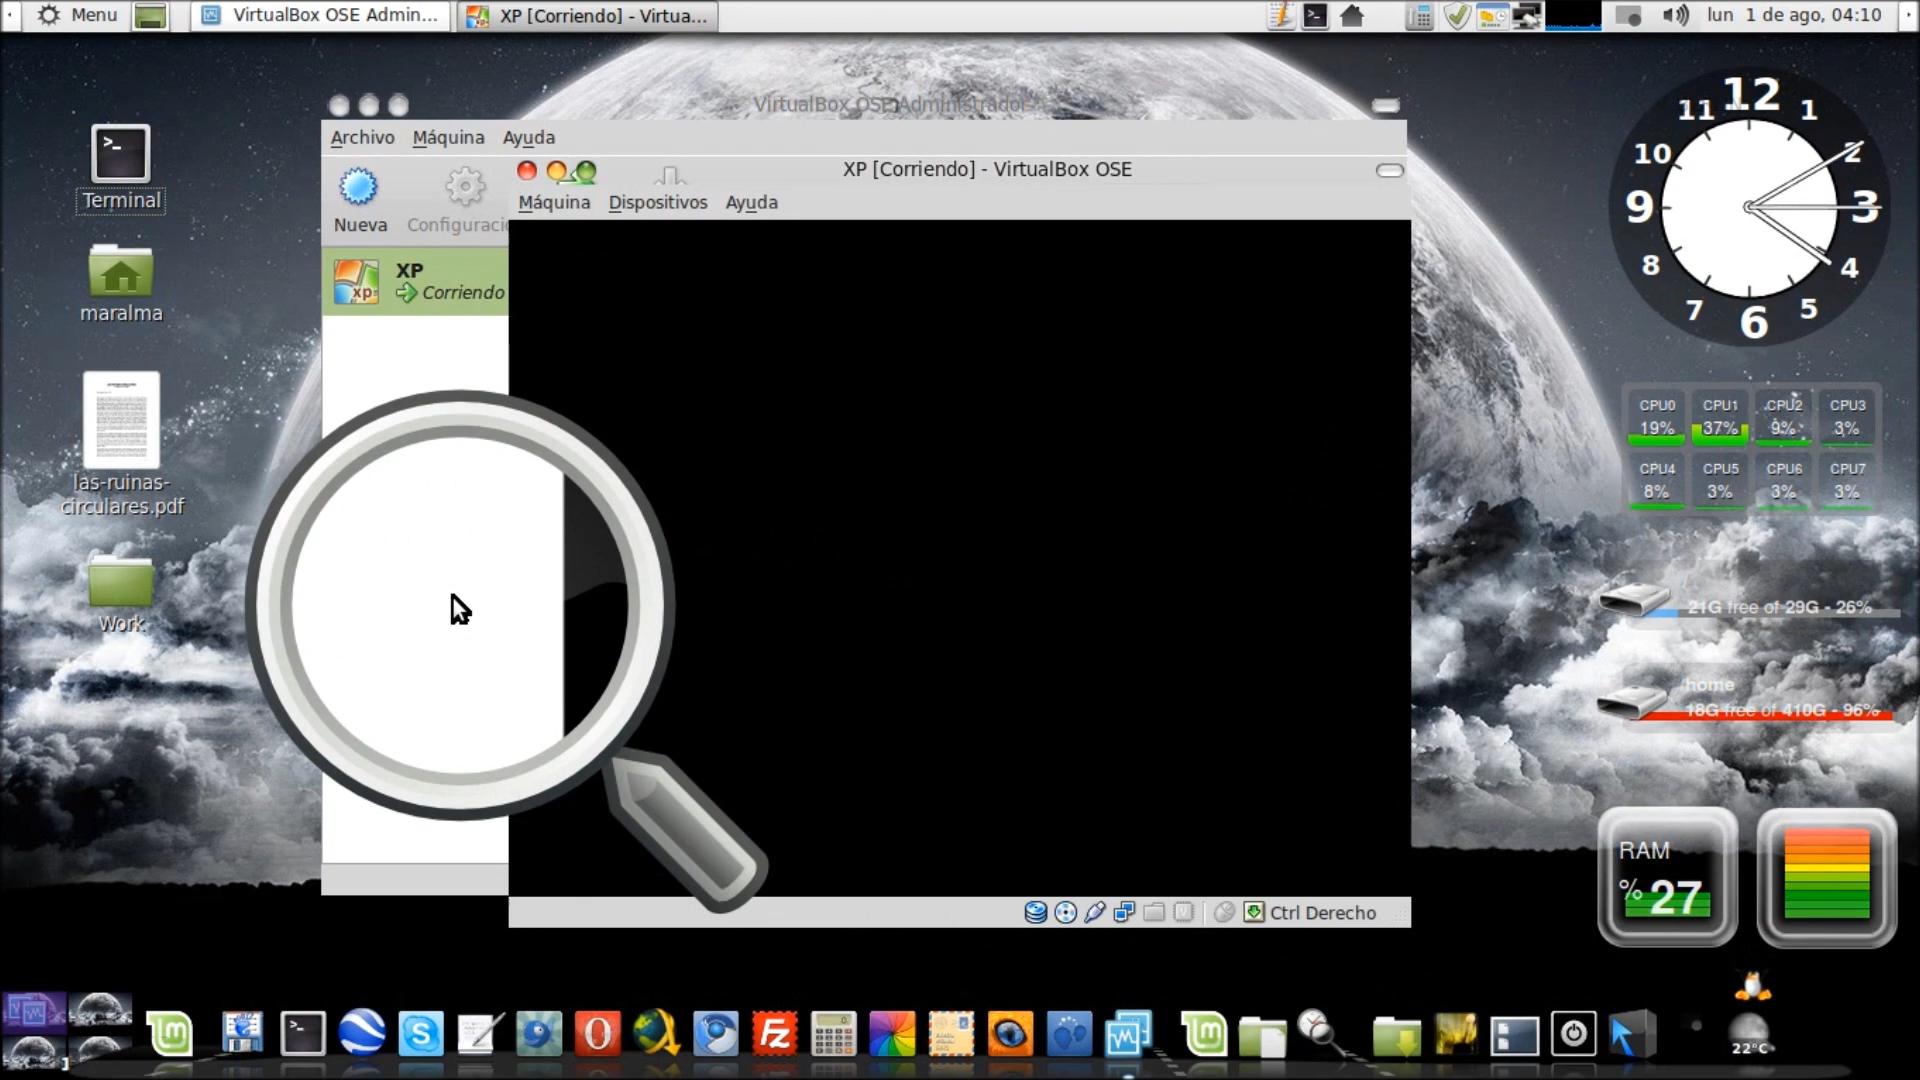 Menu
VirtualBox OSE Admin...
XP [Corriendo] - Virtua...
lun 1 de ago, 04:10
VirtualBox OSE Administrador
Archivo Máquina Ayuda
XP [Corriendo] - VirtualBox OSE
Máquina Dispositivos Ayuda
Nueva
XP
Corriendo
xp
Terminal
maralma
las-ruinas-
circulares.pdf
Work
12
11 1
10 2
9 3
8 4
7 5
6
CPU0 CPU1 CPU2 CPU3
19% 37% 9% 3%
CPU4 CPU5 CPU6 CPU7
8% 3% 3% 3%
21G free of 29G - 26%
/home
18G free of 410G - 96%
RAM
% 27
Ctrl Derecho
22°C